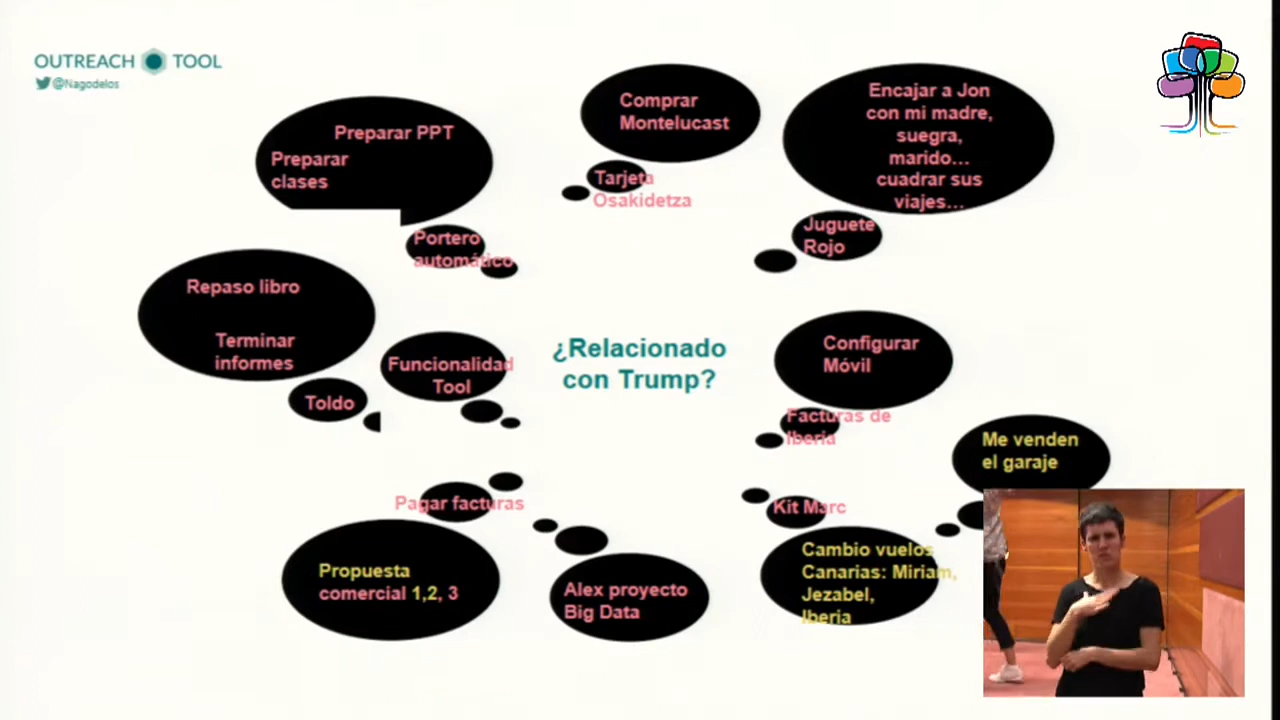 OUTREACH TOOL
@Nagodelos
Preparar PPT
Preparar
clases
Portero
automático
Comprar
Montelucast
Tarjeta
Osakidetza
Encajar a Jon
con mi madre,
suegra,
marido...
cuadrar sus
viajes...
Juguete
Rojo
Repaso libro
Terminar
informes
Toldo
Funcionalidad
Tool
¿Relacionado
con Trump?
Configurar
Móvil
Facturas de
Iberia
Me venden
el garaje
Pagar facturas
Propuesta
comercial 1,2, 3
Alex proyecto
Big Data
Kit Marc
Cambio vuelos
Canarias: Miriam,
Jezabel,
Iberia